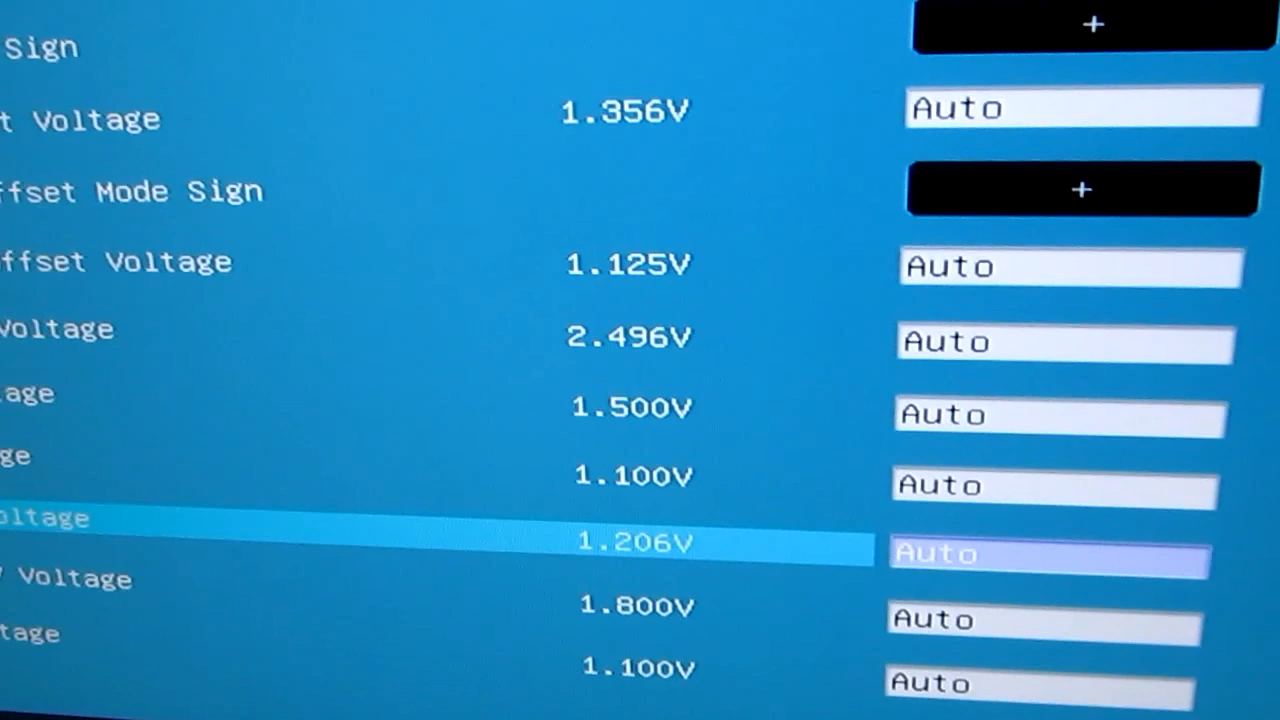 Sign +
t Voltage 1.356V Auto
ffset Mode Sign +
ffset Voltage 1.125V Auto
Voltage 2.496V Auto
age 1.500V Auto
ge 1.100V Auto
oltage 1.206V Auto
Voltage 1.800V Auto
tage 1.100V Auto